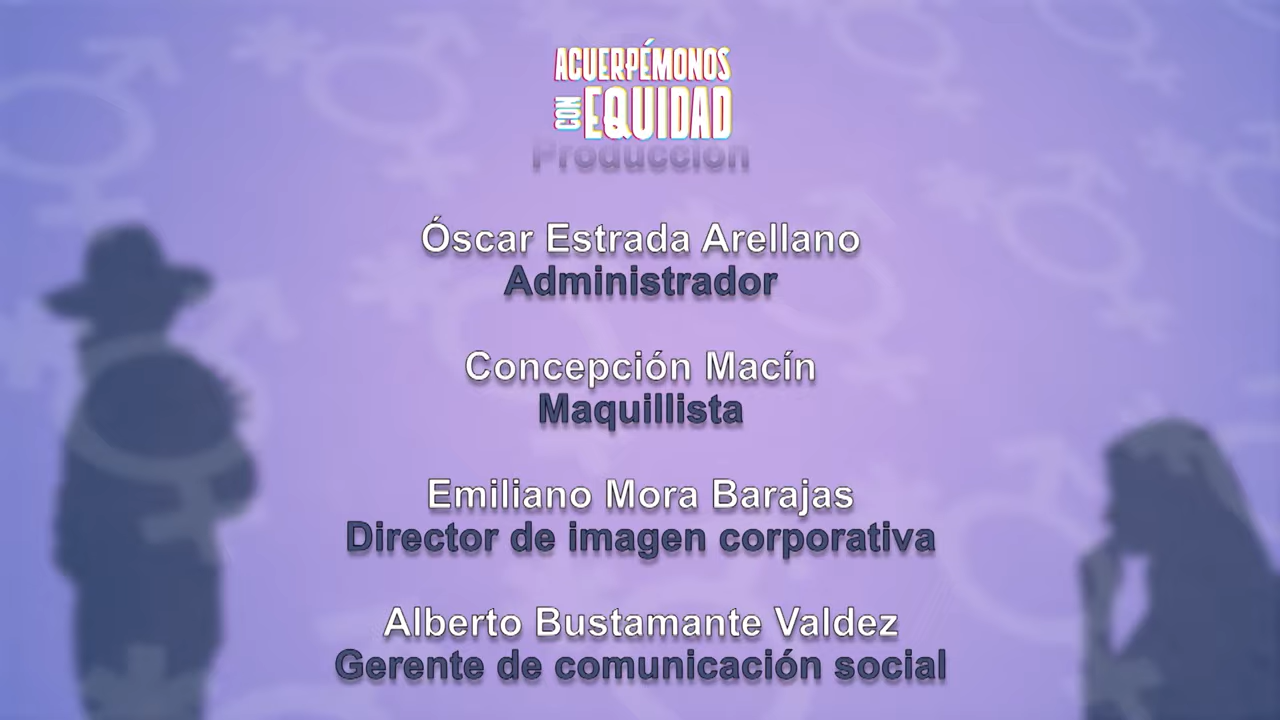 ACUERPÉMONOS
CON EQUIDAD
Producción
Óscar Estrada Arellano
Administrador
Concepción Macín
Maquillista
Emiliano Mora Barajas
Director de imagen corporativa
Alberto Bustamante Valdez
Gerente de comunicación social